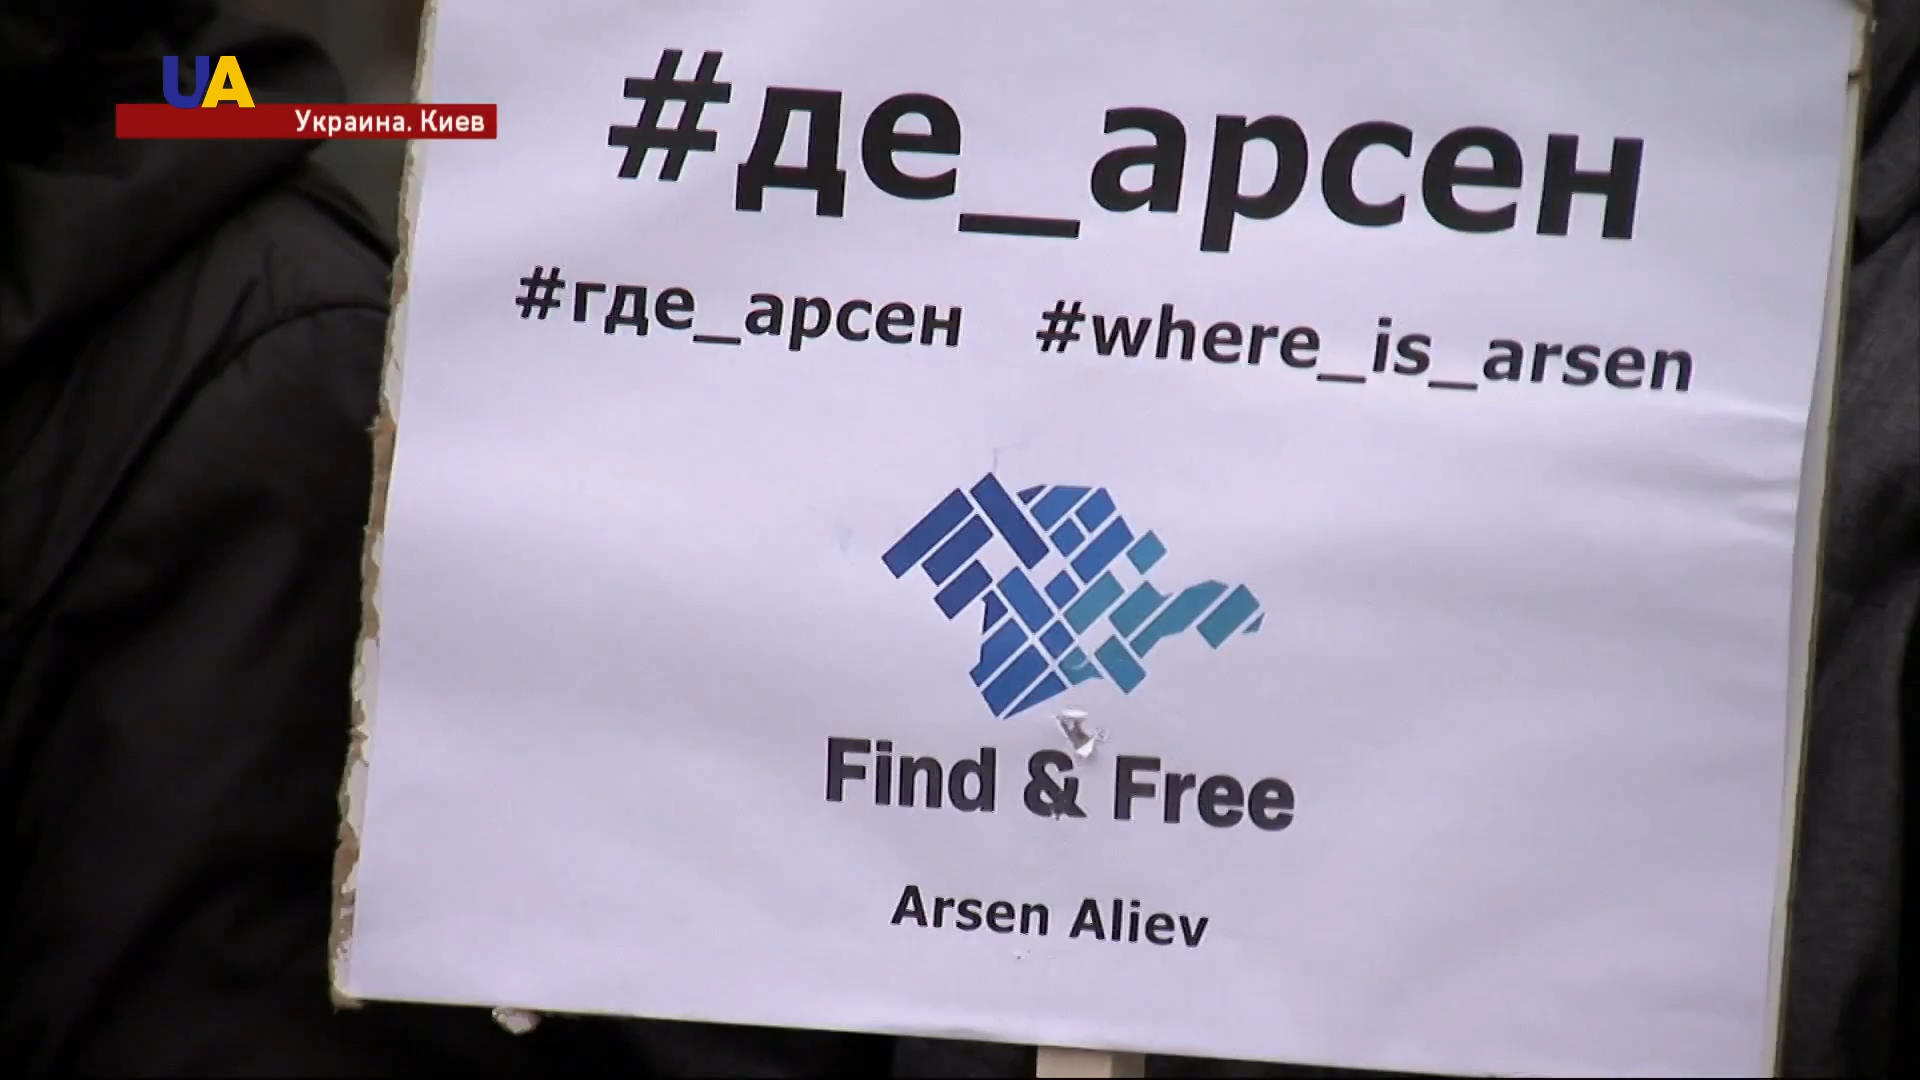 UA
Украина. Киев
#де_арсен
#где_арсен #where_is_arsen
Find & Free
Arsen Aliev